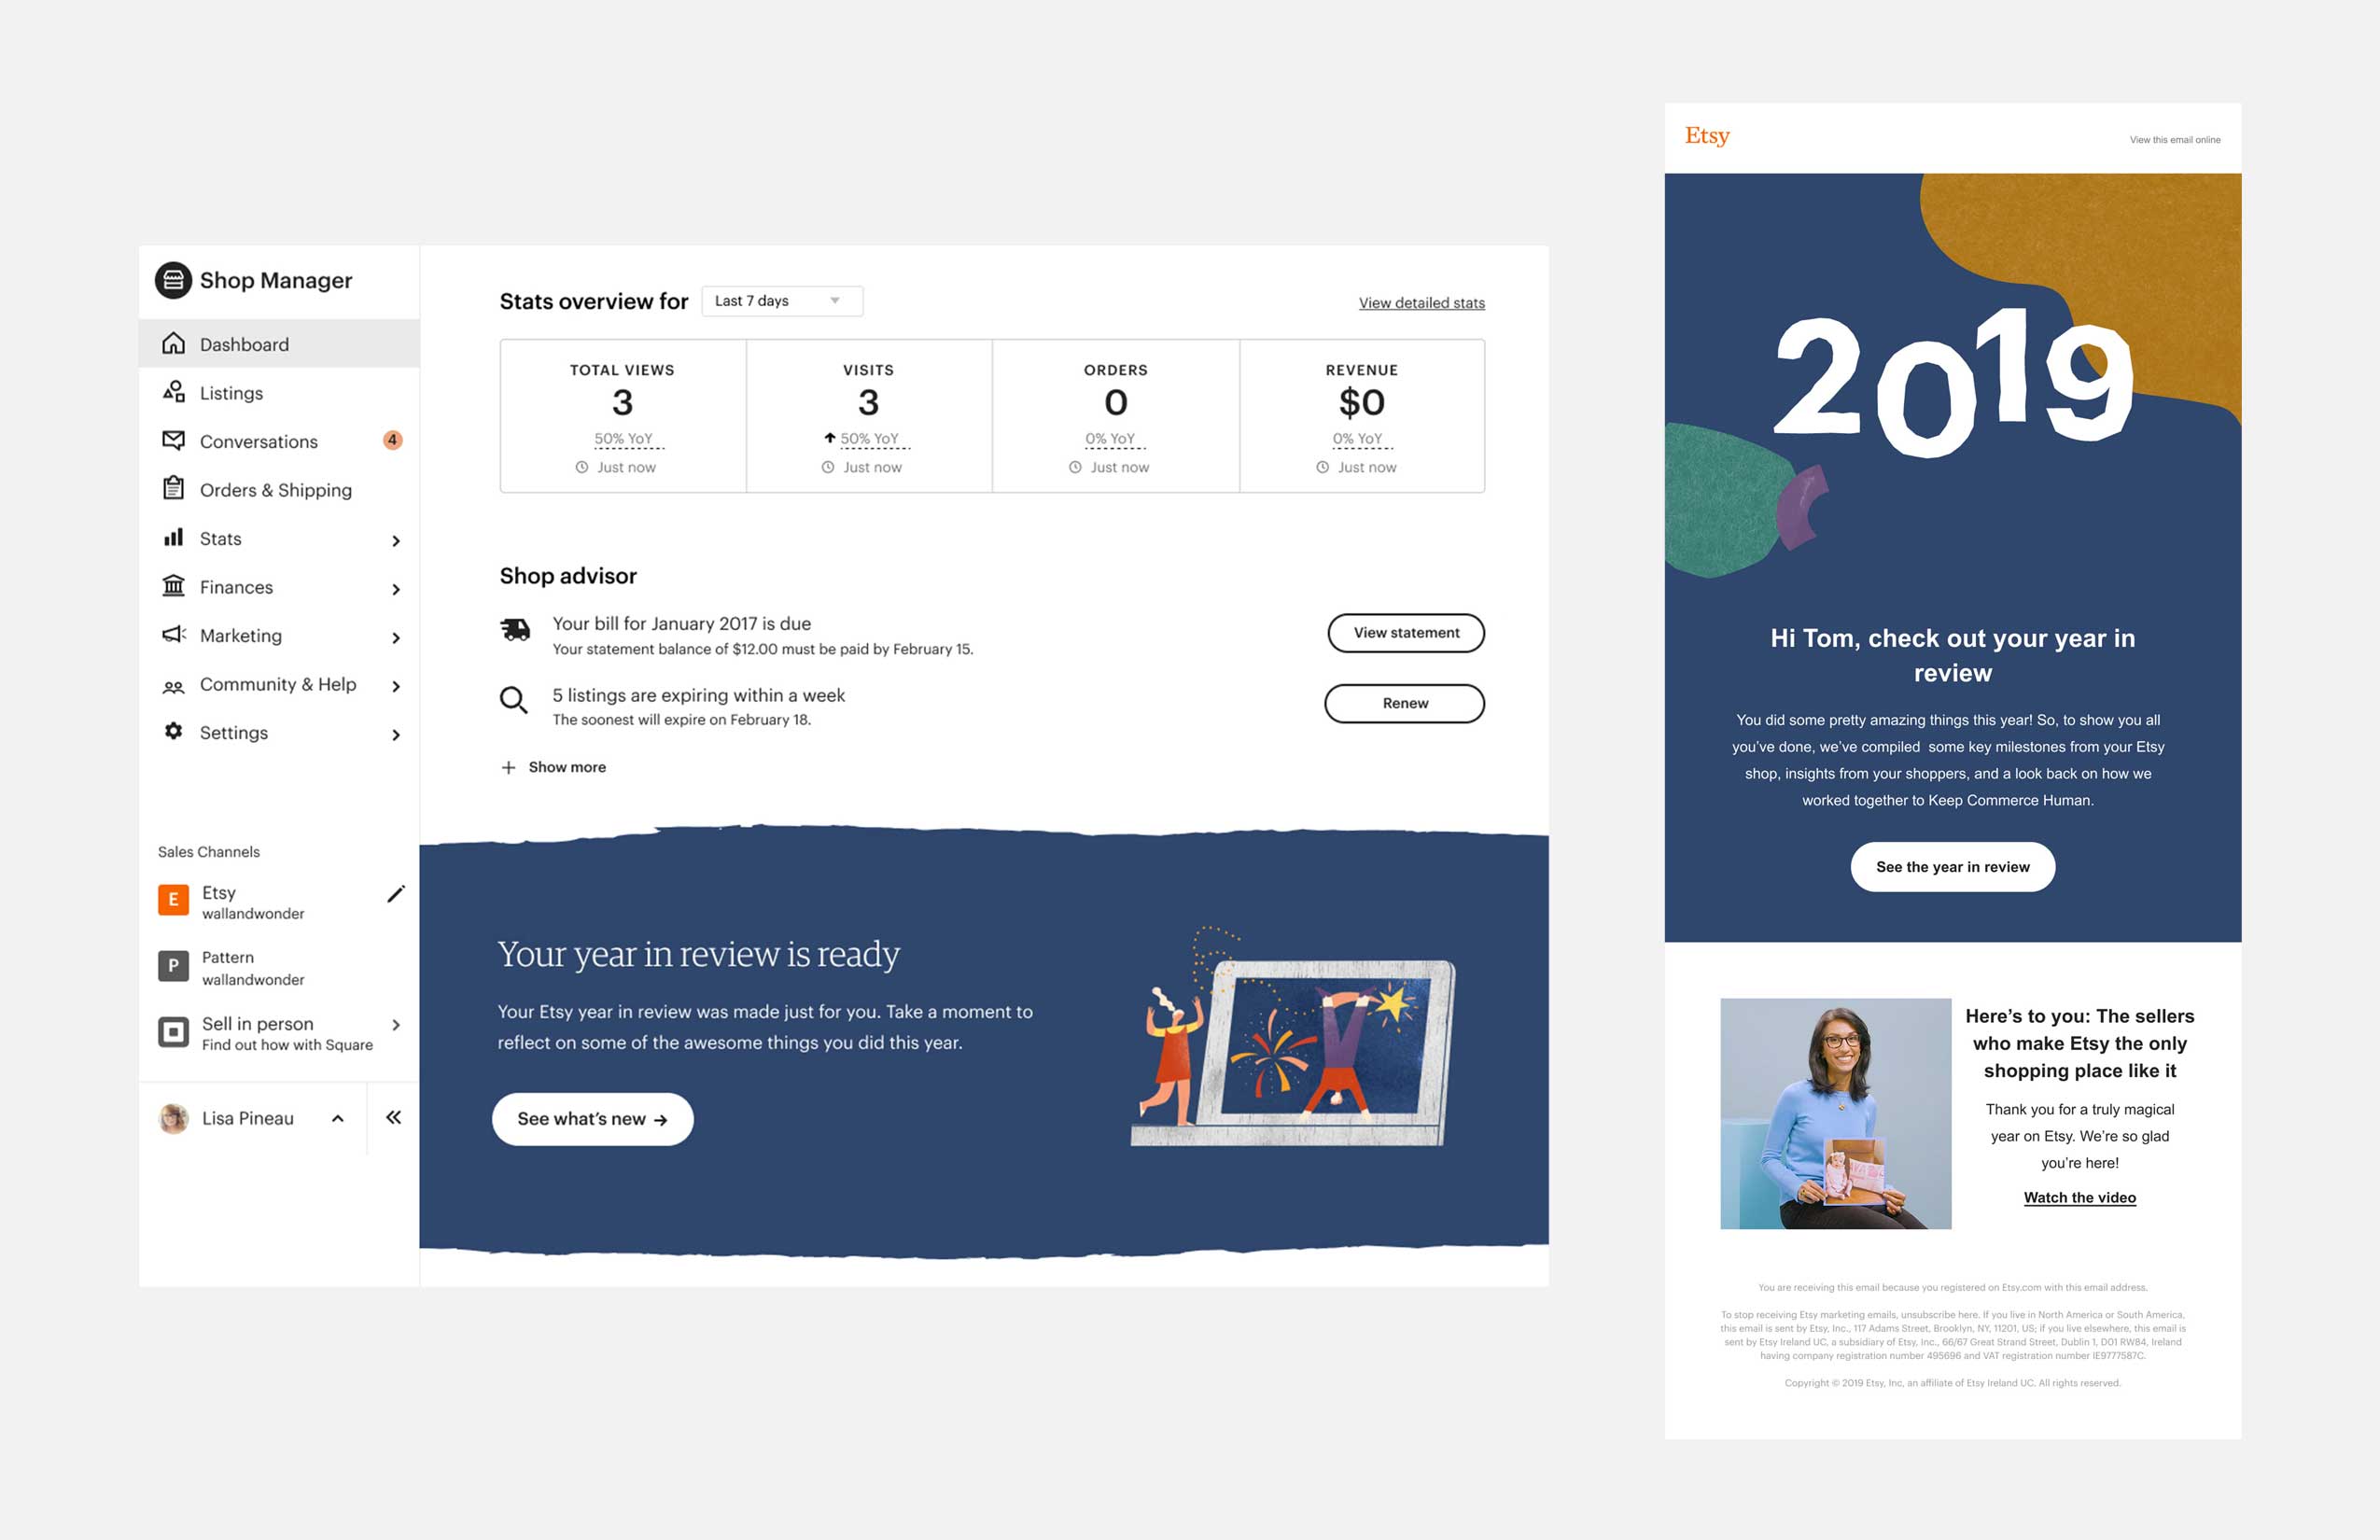 Shop Manager
Dashboard
Listings
Conversations 4
Orders & Shipping
Stats
Finances
Marketing
Community & Help
Settings
Sales Channels
E
Etsy
wallandwonder
P
Pattern
wallandwonder
Sell in person
Find out how with Square
Lisa Pineau
Stats overview for Last 7 days View detailed stats
TOTAL VIEWS
3
50% YoY
Just now
VISITS
3
50% YoY
Just now
ORDERS
0
0% YoY
Just now
REVENUE
$0
0% YoY
Just now
Shop advisor
Your bill for January 2017 is due
Your statement balance of $12.00 must be paid by February 15.
View statement
5 listings are expiring within a week
The soonest will expire on February 18.
Renew
+ Show more
Your year in review is ready
Your Etsy year in review was made just for you. Take a moment to
reflect on some of the awesome things you did this year.
See what’s new →
Etsy
View this email online
2019
Hi Tom, check out your year in
review
You did some pretty amazing things this year! So, to show you all
you’ve done, we’ve compiled some key milestones from your Etsy
shop, insights from your shoppers, and a look back on how we
worked together to Keep Commerce Human.
See the year in review
Here’s to you: The sellers
who make Etsy the only
shopping place like it
Thank you for a truly magical
year on Etsy. We’re so glad
you’re here!
Watch the video
You are receiving this email because you registered on Etsy.com with this email address.
To stop receiving Etsy marketing emails, unsubscribe here. If you live in North America or South America,
this email is sent by Etsy, Inc., 117 Adams Street, Brooklyn, NY, 11201, US; if you live elsewhere, this email is
sent by Etsy Ireland UC, a subsidiary of Etsy, Inc., 66/67 Great Strand Street, Dublin 1, D01 RW84, Ireland
having company registration number 495696 and VAT registration number IE9777587C.
Copyright © 2019 Etsy, Inc, an affiliate of Etsy Ireland UC. All rights reserved.